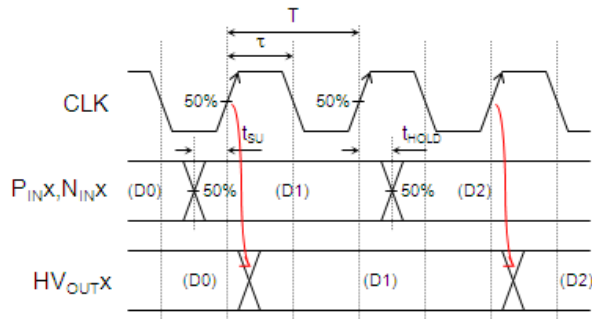 T
τ
CLK
50%
50%
tSU
tHOLD
PINx,NINx
(D0)
50%
(D1)
50%
(D2)
HVOUTx
(D0)
(D1)
(D2)